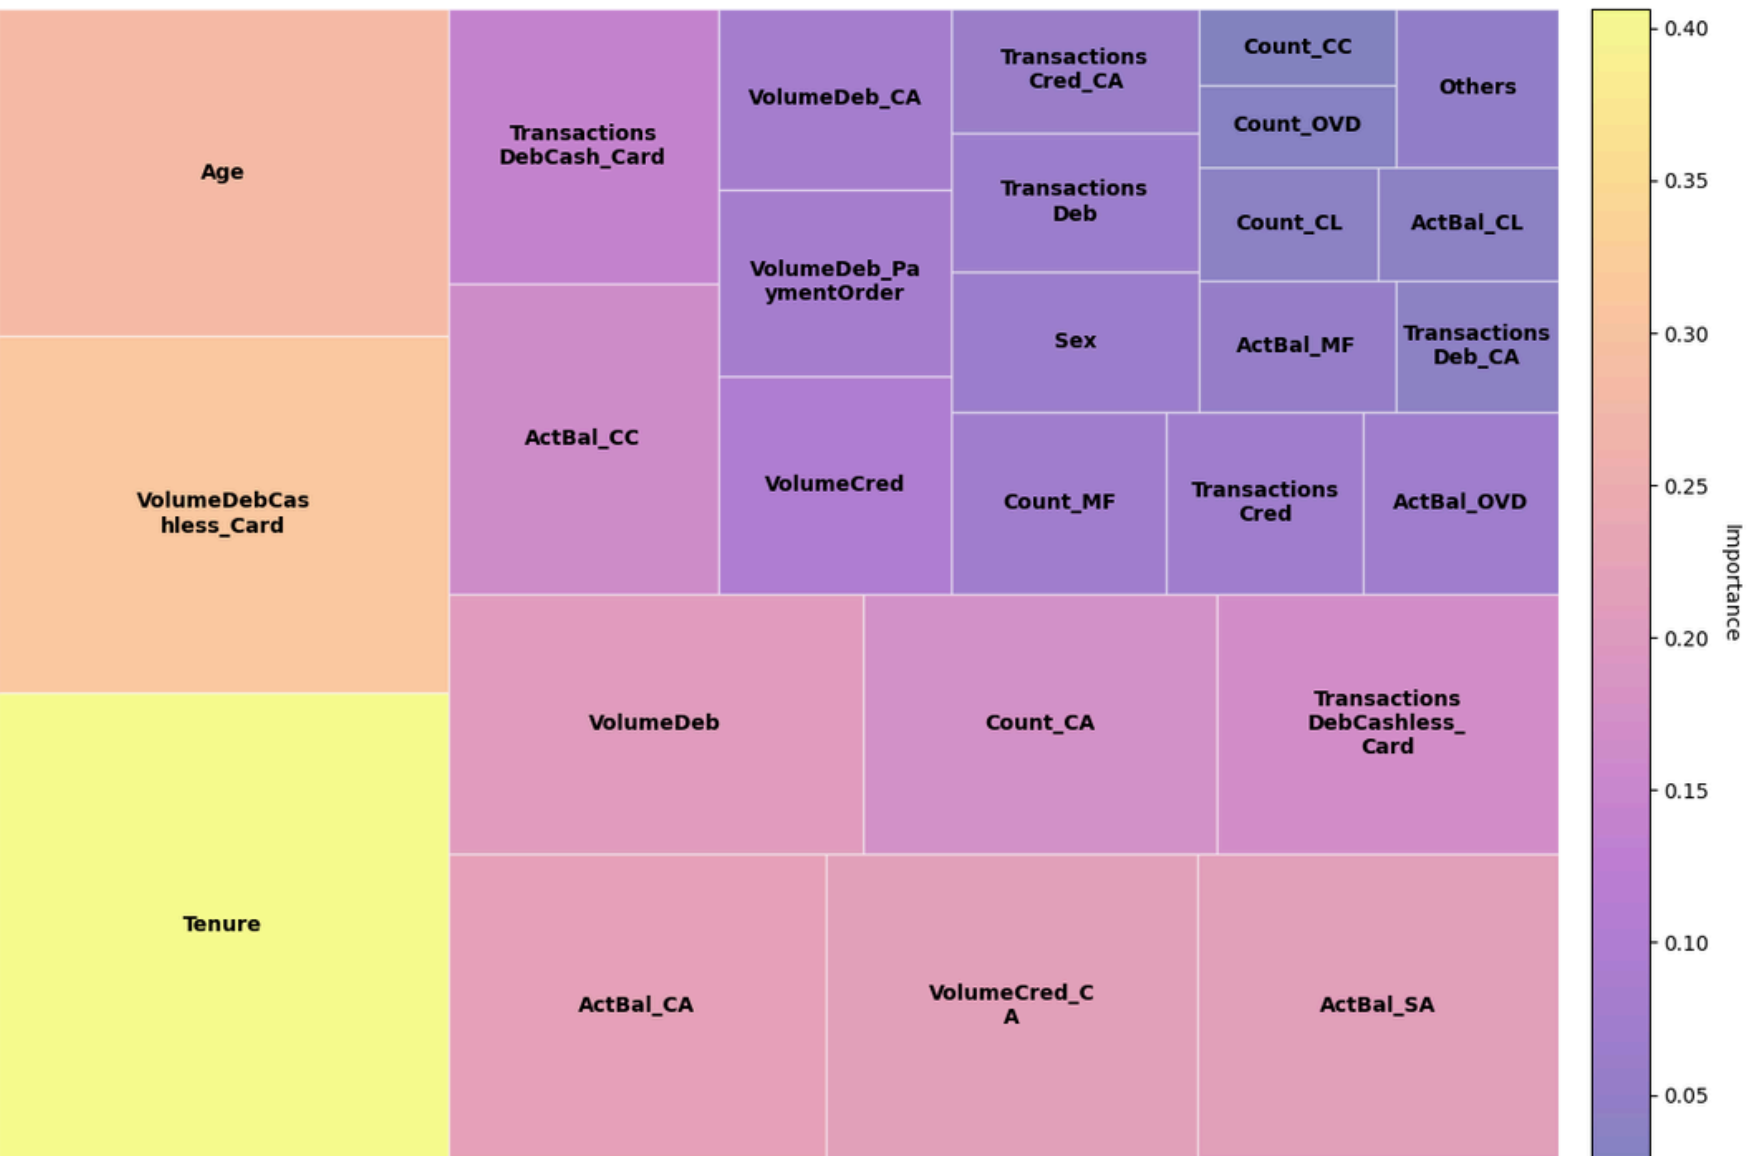 Age
VolumeDebCas
hless_Card
Tenure
Transactions
DebCash_Card
ActBal_CC
VolumeDeb_CA
VolumeDeb_Pa
ymentOrder
VolumeCred
Transactions
Cred_CA
Transactions
Deb
Sex
Count_CC
Count_OVD
Others
Count_CL
ActBal_CL
ActBal_MF
Transactions
Deb_CA
Count_MF
Transactions
Cred
ActBal_OVD
VolumeDeb
Count_CA
Transactions
DebCashless_
Card
ActBal_CA
VolumeCred_C
A
ActBal_SA
0.40
0.35
0.30
0.25
0.20
0.15
0.10
0.05
Importance